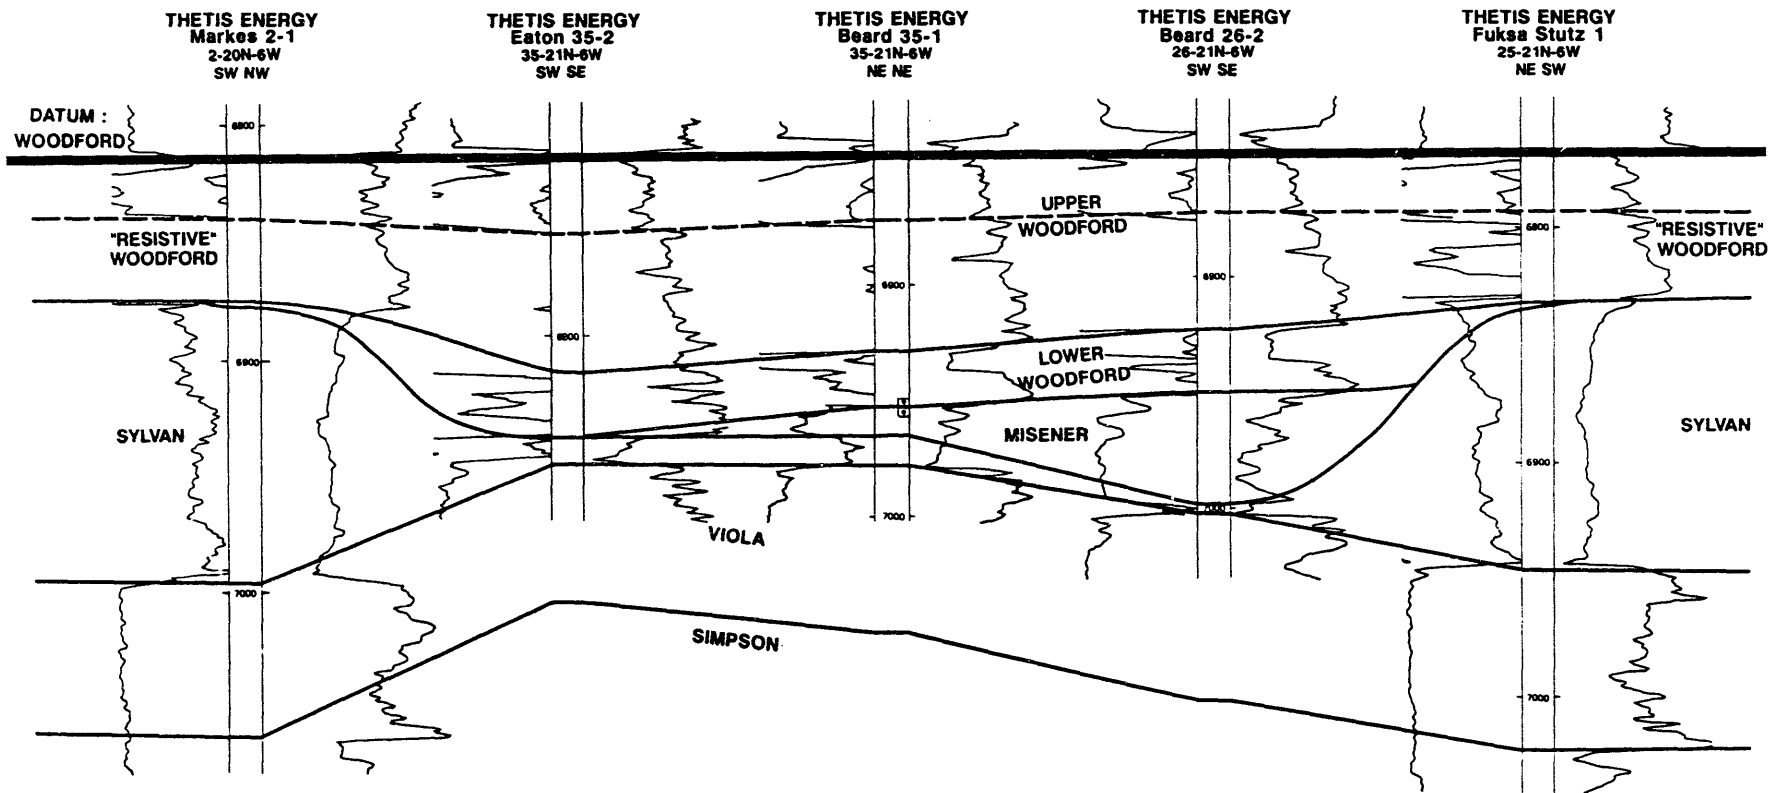 THETIS ENERGY
Markes 2-1
2-20N-6W
SW NW
THETIS ENERGY
Eaton 35-2
35-21N-6W
SW SE
THETIS ENERGY
Beard 35-1
35-21N-6W
NE NE
THETIS ENERGY
Beard 26-2
26-21N-6W
SW SE
THETIS ENERGY
Fuksa Stutz 1
25-21N-6W
NE SW
DATUM :
WOODFORD
6800
UPPER
WOODFORD
"RESISTIVE"
WOODFORD
"RESISTIVE"
WOODFORD
6800
6900
6900
6900
6900
LOWER
WOODFORD
SYLVAN
MISENER
SYLVAN
6900
7000
7000
VIOLA
7000
SIMPSON
7000